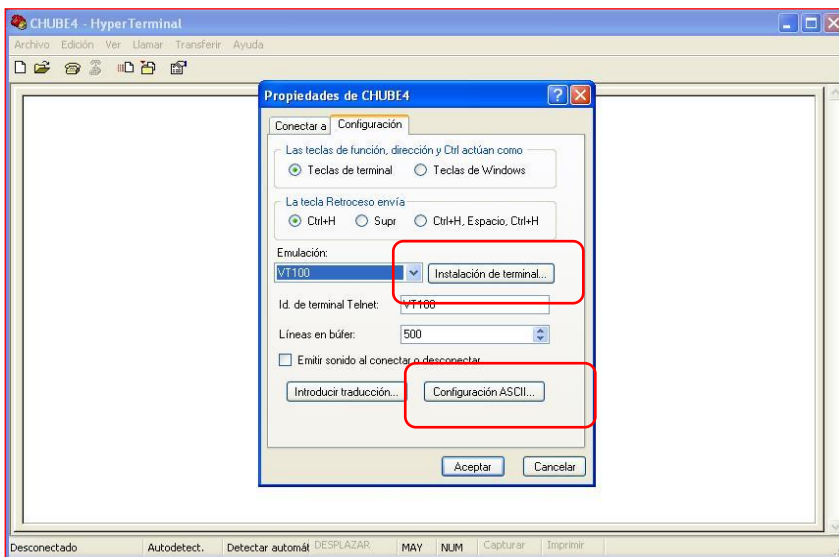 CHUBE4 - HyperTerminal
Archivo Edición Ver Llamar Transferir Ayuda
Propiedades de CHUBE4
Conectar a Configuración
Las teclas de función, dirección y Ctrl actúan como
Teclas de terminal Teclas de Windows
La tecla Retroceso envía
Ctrl+H Supr Ctrl+H, Espacio, Ctrl+H
Emulación:
VT100 Instalación de terminal...
Id. de terminal Telnet: VT100
Líneas en búfer: 500
Emitir sonido al conectar o desconectar
Introducir traducción... Configuración ASCII...
Aceptar Cancelar
Desconectado Autodetect. Detectar automát DESPLAZAR MAY NUM Capturar Imprimir